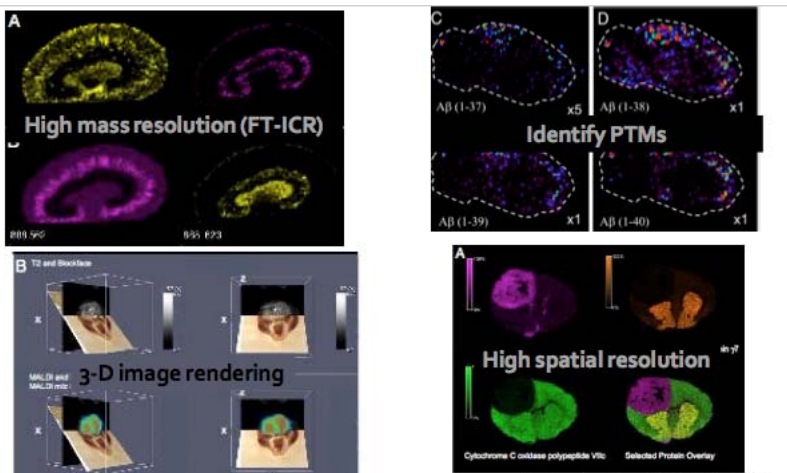 A
High mass resolution (FT-ICR)
C
D
Aβ (1-37)
x5
Aβ (1-38)
x1
Identify PTMs
Aβ (1-39)
x1
Aβ (1-40)
x1
B
T2 and Blockface
X
Z
X
MALDI and
3-D image rendering
X
X
A
High spatial resolution
Cytochrome C oxidase polypeptide VIIc
Selected Protein Overlay